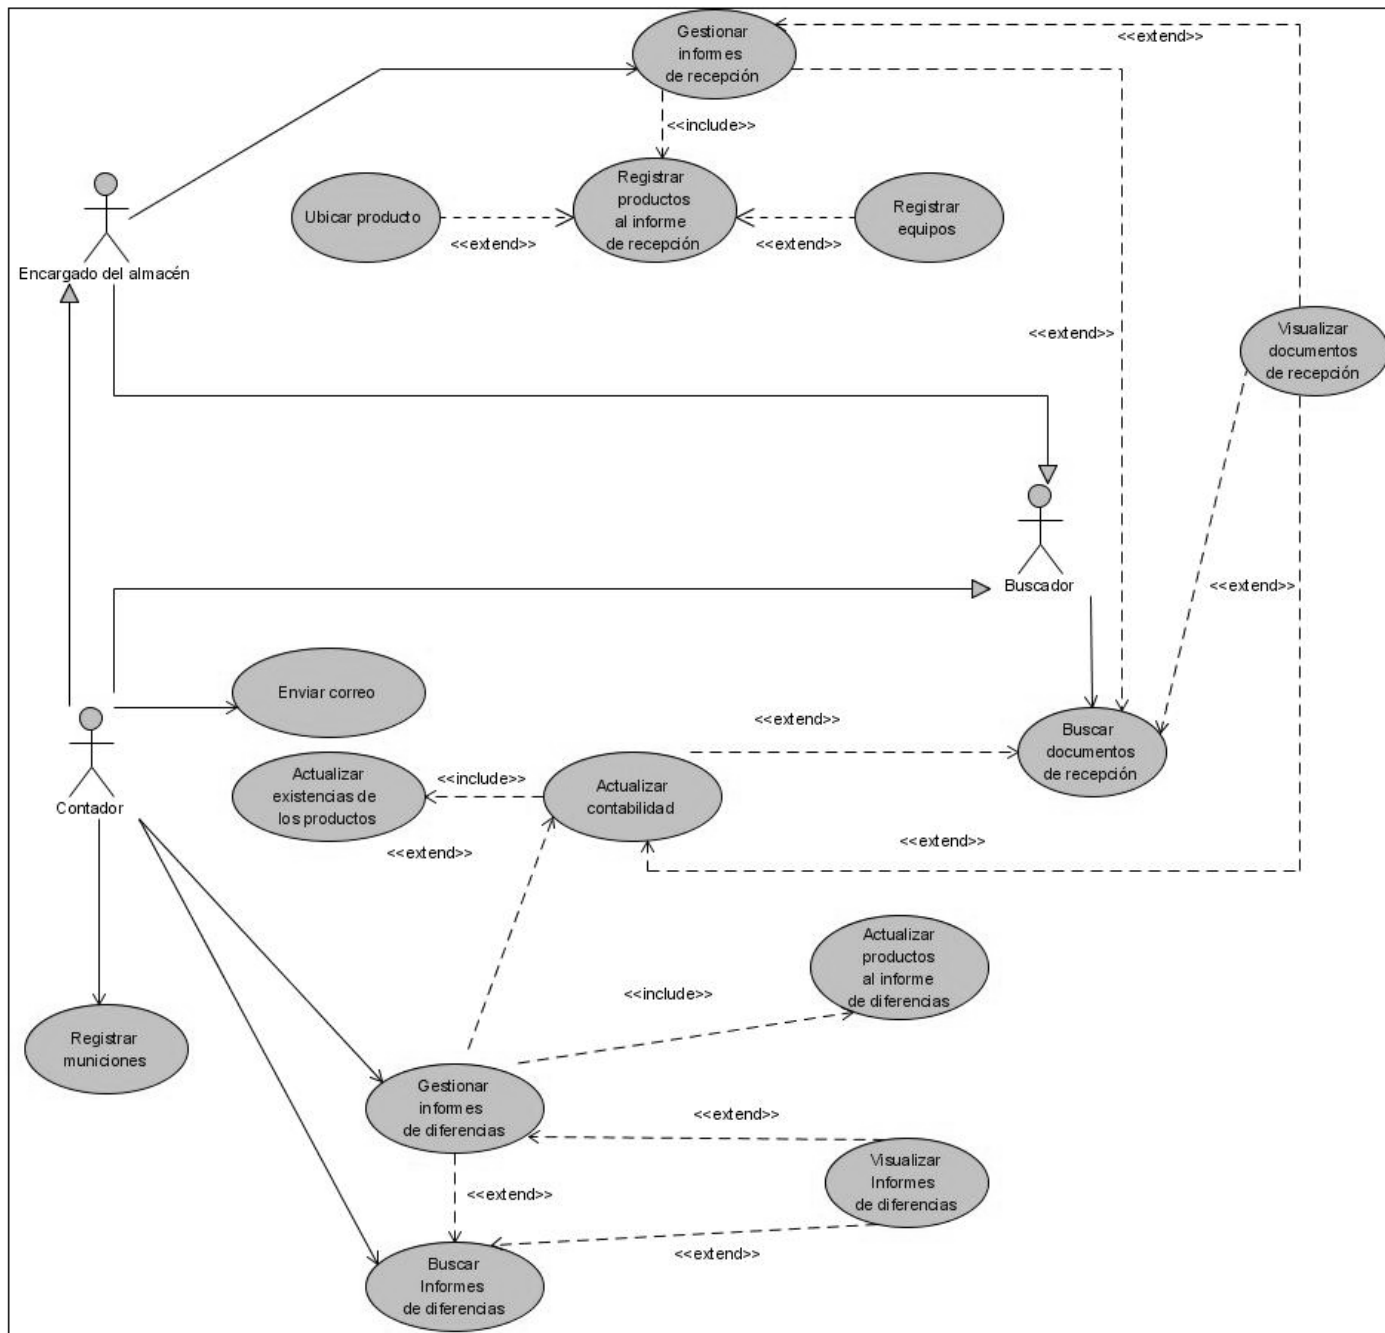 Gestionar
informes
de recepción
<<extend>>
<<include>>
Registrar
productos
al informe
de recepción
Ubicar producto
<<extend>>
Registrar
equipos
<<extend>>
Encargado del almacén
<<extend>>
Visualizar
documentos
de recepción
Buscador
<<extend>>
Enviar correo
Buscar
documentos
de recepción
<<extend>>
Actualizar
existencias de
los productos
<<include>>
Actualizar
contabilidad
Contador
<<extend>>
<<extend>>
Actualizar
productos
al informe
de diferencias
<<include>>
Registrar
municiones
Gestionar
informes
de diferencias
<<extend>>
Visualizar
Informes
de diferencias
<<extend>>
<<extend>>
Buscar
Informes
de diferencias